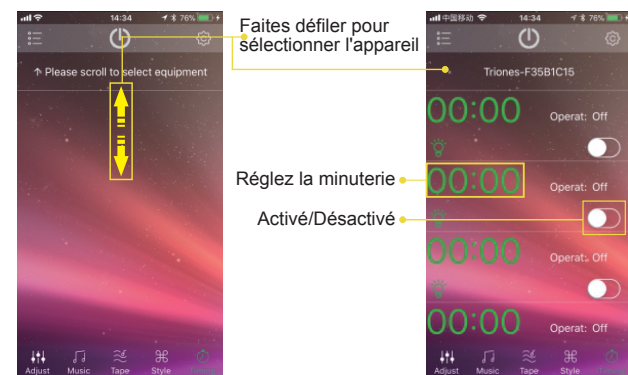 14:34
76%
↑ Please scroll to select equipment
Adjust
Music
Tape
Style
Faites défiler pour
sélectionner l'appareil
Réglez la minuterie
Activé/Désactivé
中国移动
14:34
76%
Triones-F35B1C15
00:00
Operat: Off
00:00
Operat: Off
00:00
Operat: Off
00:00
Operat: Off
Adjust
Music
Tape
Style